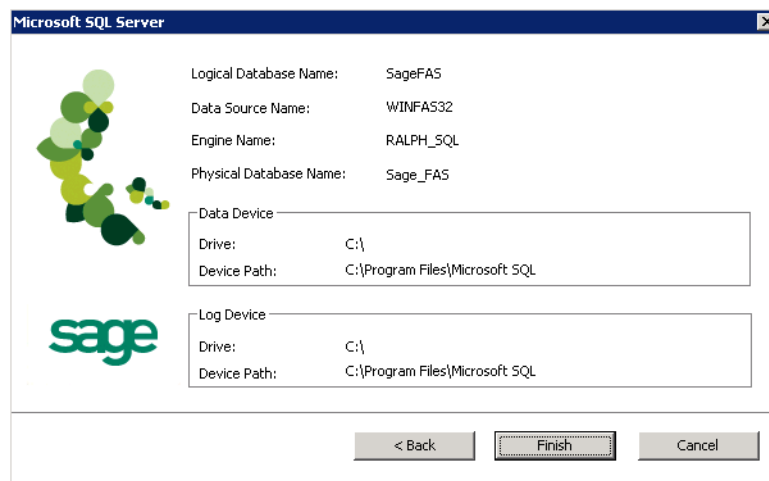 Microsoft SQL Server
Logical Database Name: SageFAS
Data Source Name: WINFAS32
Engine Name: RALPH_SQL
Physical Database Name: Sage_FAS
Data Device
Drive: C:\
Device Path: C:\Program Files\Microsoft SQL
sage
Log Device
Drive: C:\
Device Path: C:\Program Files\Microsoft SQL
< Back Finish Cancel